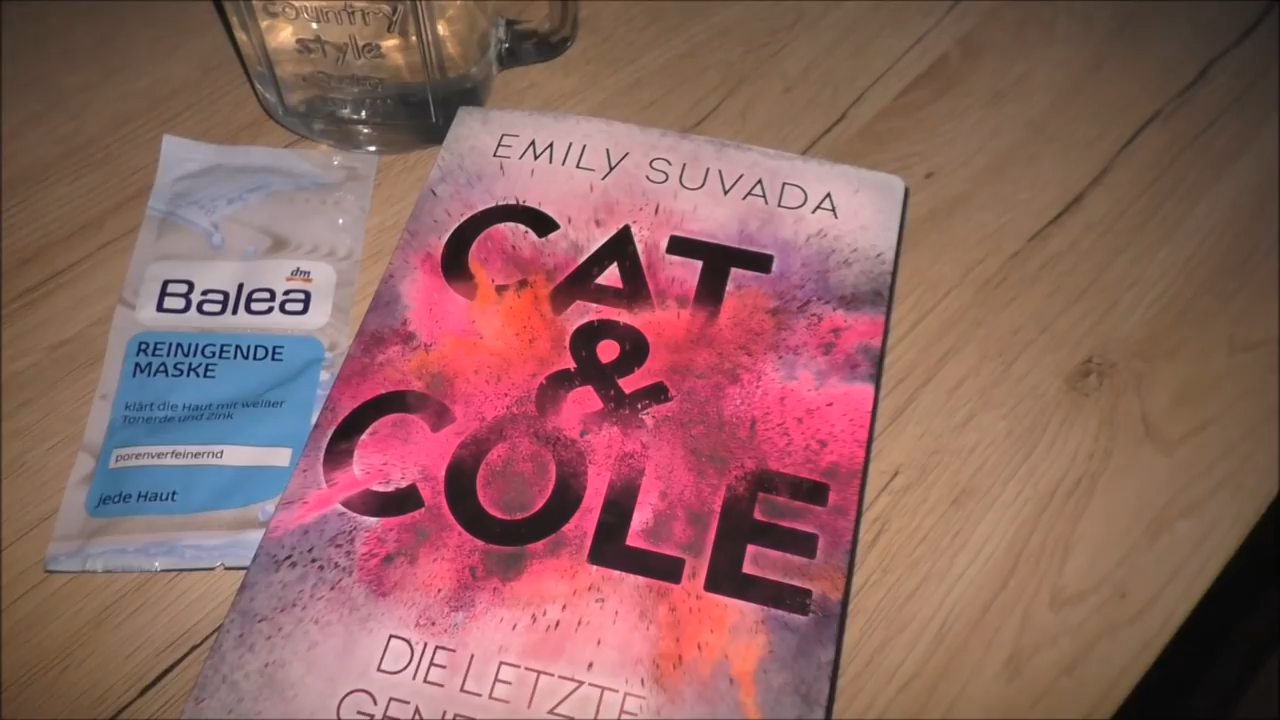 country
style
dm
Balea
REINIGENDE
MASKE
klärt die Haut mit weißer
Tonerde und Zink
porenverfeinernd
jede Haut
EMILY SUVADA
CAT
&
COLE
DIE LETZTE